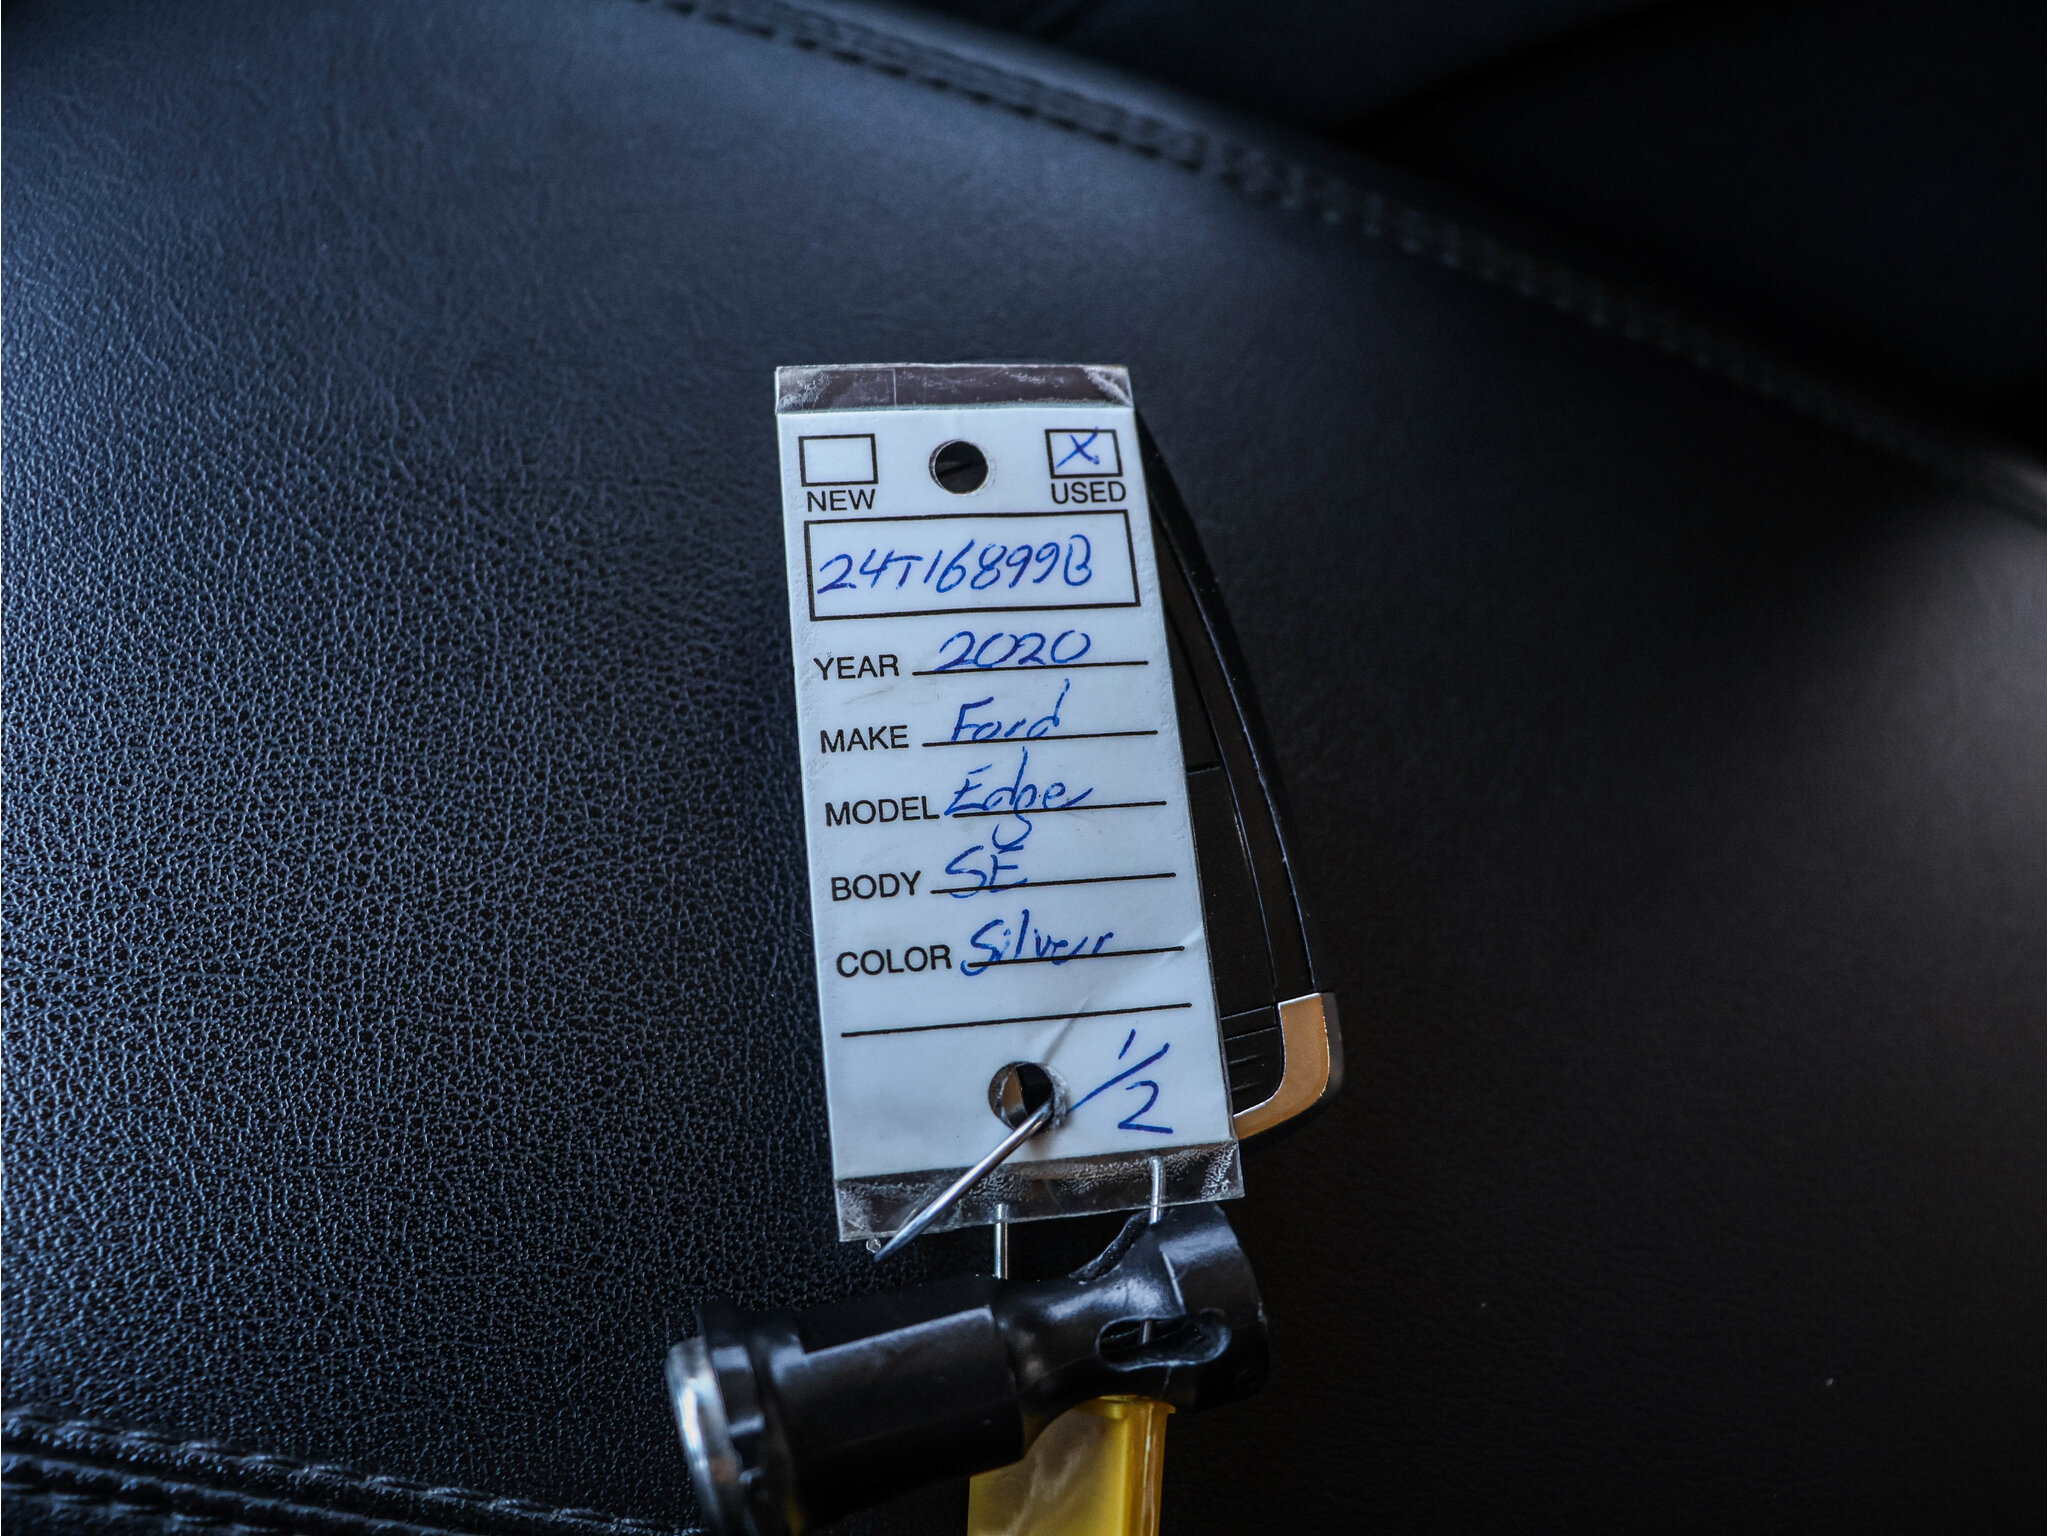 X
NEW USED
24T16899B
YEAR 2020
MAKE Ford
MODEL Edge
BODY SE
COLOR Silver
1/2